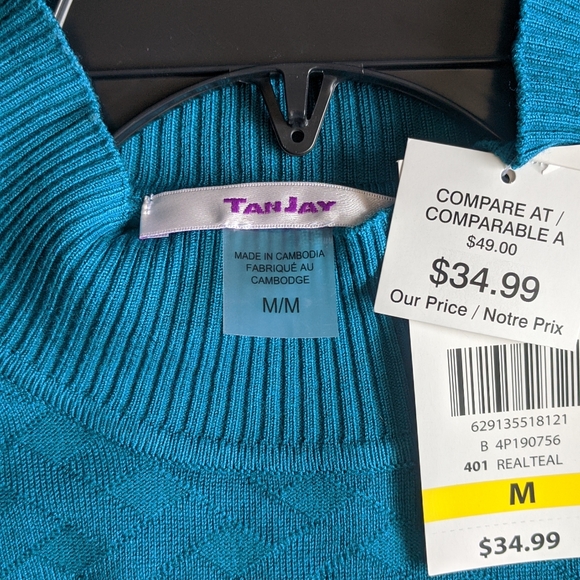 TANJAY
MADE IN CAMBODIA
FABRIQUÉ AU
CAMBODGE
M/M
COMPARE AT /
COMPARABLE A
$49.00
$34.99
Our Price / Notre Prix
629135518121
B 4P190756
401 REALTEAL
M
$34.99